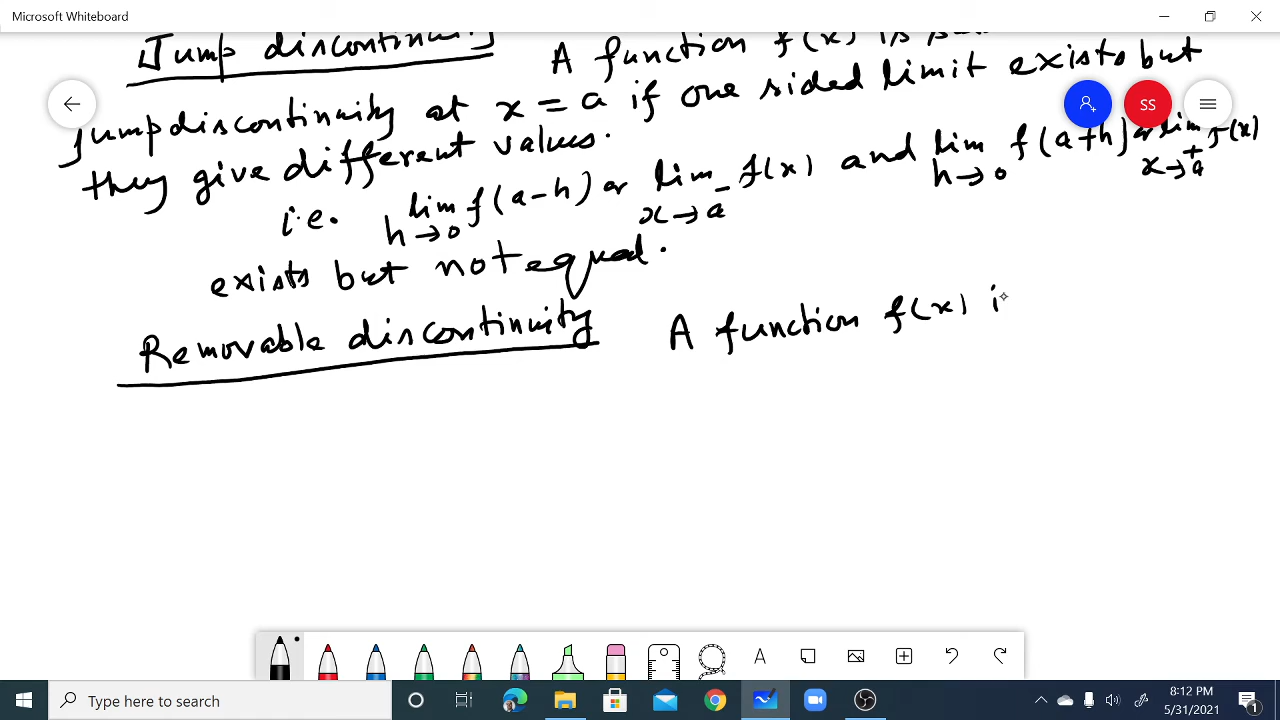 Microsoft Whiteboard
Jump discontinuity A function f(x) is
Jump discontinuity at x = a if one sided limit exists but
they give different values.
i.e. lim h→0 f(a-h) or lim x→a⁻ f(x) and lim h→0 f(a+h) or lim x→a⁺ f(x)
exists but not equal.
Removable discontinuity A function f(x) i
SS
A
Type here to search
8:12 PM
5/31/2021
1